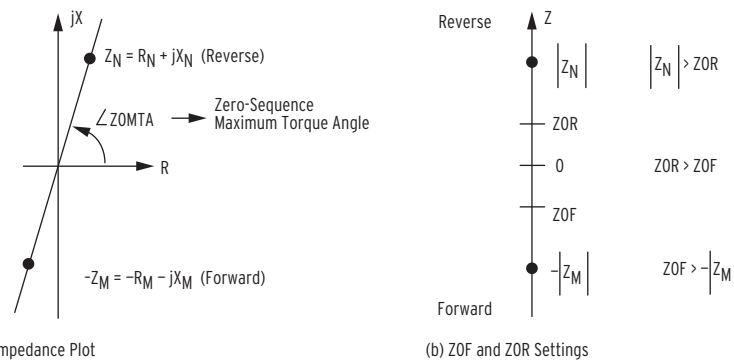 jX
Z_N = R_N + jX_N (Reverse)
∠Z0MTA → Zero-Sequence
Maximum Torque Angle
R
-Z_M = -R_M - jX_M (Forward)
mpedance Plot
Reverse
Z
|Z_N|
|Z_N| > Z0R
Z0R
0
Z0R > Z0F
Z0F
-|Z_M|
Z0F > -|Z_M
Forward
(b) Z0F and Z0R Settings